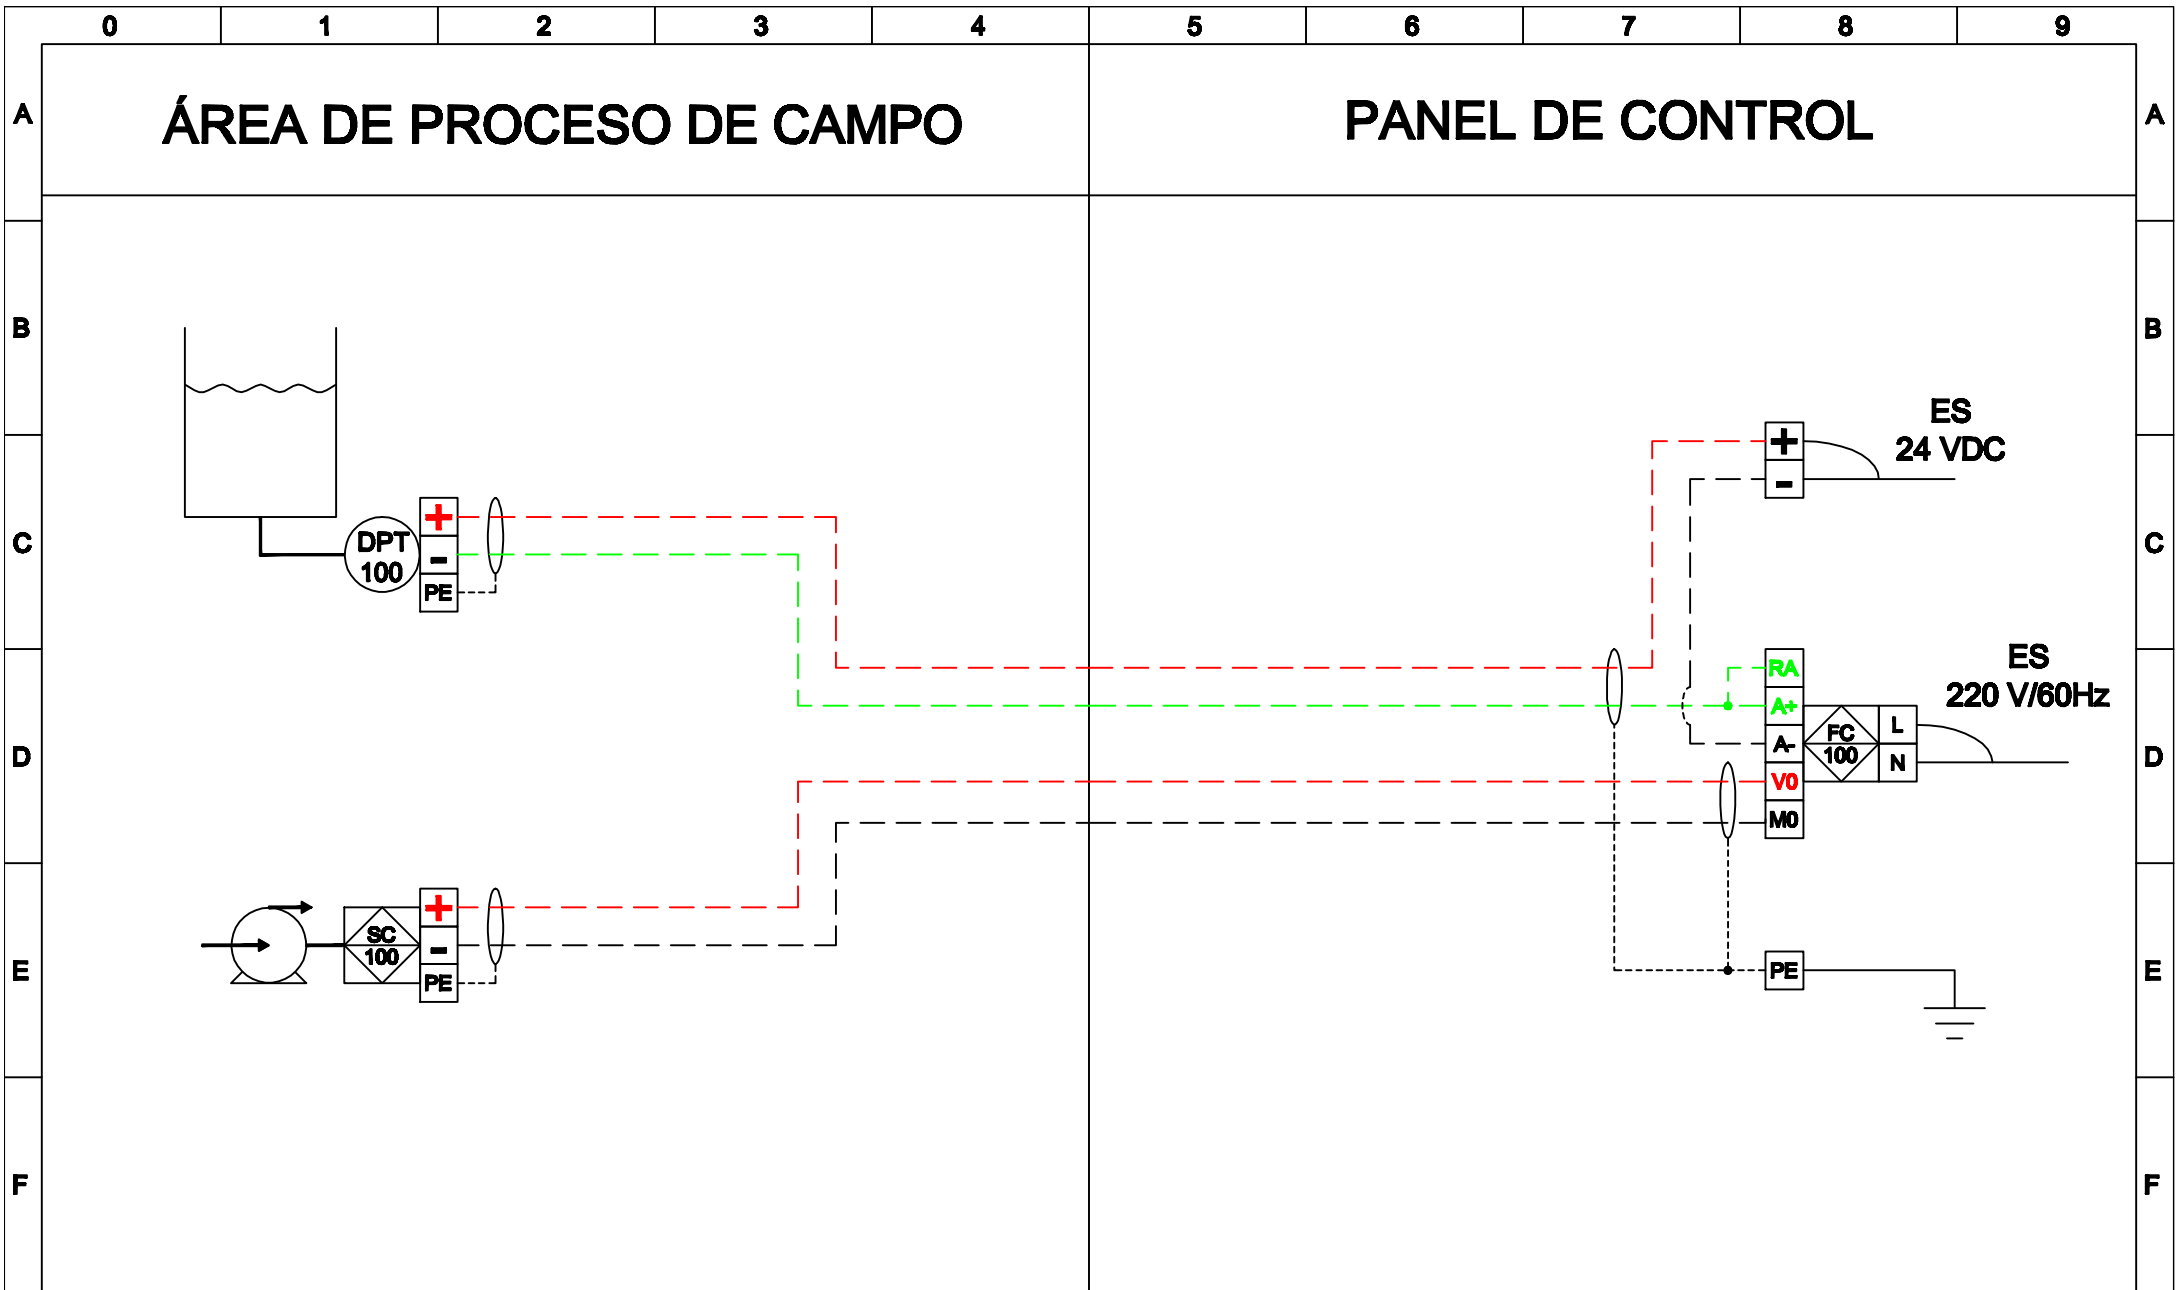 0 1 2 3 4 5 6 7 8 9
A A
ÁREA DE PROCESO DE CAMPO
PANEL DE CONTROL
B B
ES
24 VDC
+
-
C C
DPT
100
+
-
PE
ES
220 V/60Hz
RA
A+
A-
V0
M0
FC
100
L
N
D D
SC
100
+
-
PE
PE
E E
F F